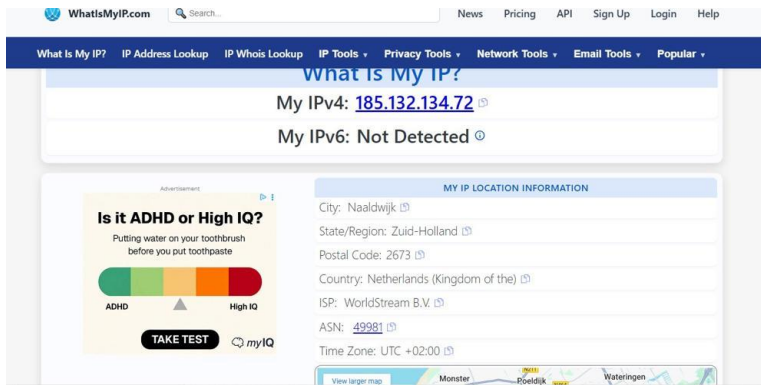 WhatIsMyIP.com
Search...
News Pricing API Sign Up Login Help
What Is My IP? IP Address Lookup IP Whois Lookup IP Tools Privacy Tools Network Tools Email Tools Popular
What Is My IP?
My IPv4: 185.132.134.72
My IPv6: Not Detected
Advertisement
Is it ADHD or High IQ?
Putting water on your toothbrush
before you put toothpaste
ADHD High IQ
TAKE TEST
myIQ
MY IP LOCATION INFORMATION
City: Naaldwijk
State/Region: Zuid-Holland
Postal Code: 2673
Country: Netherlands (Kingdom of the)
ISP: WorldStream B.V.
ASN: 49981
Time Zone: UTC +02:00
View larger map
Monster
Poeldijk
Wateringen